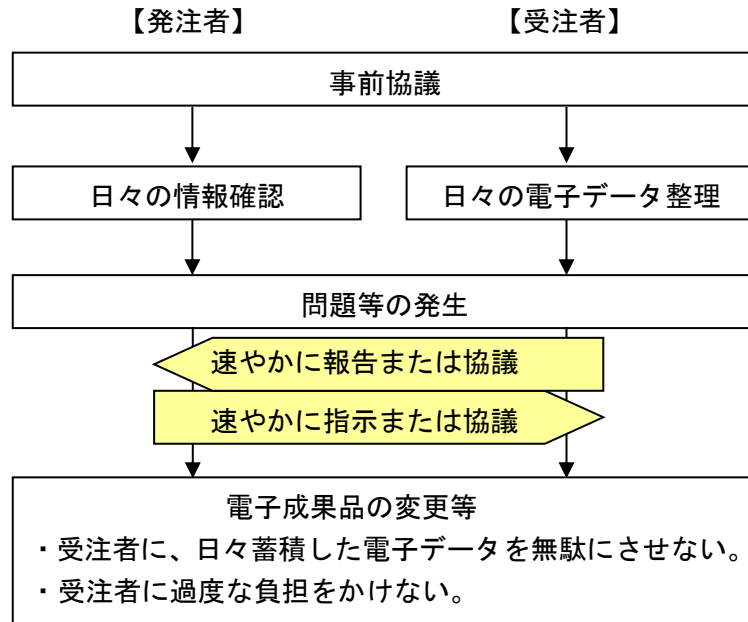 【発注者】 【受注者】
事前協議
日々の情報確認 日々の電子データ整理
問題等の発生
速やかに報告または協議
速やかに指示または協議
電子成果品の変更等
・受注者に、日々蓄積した電子データを無駄にさせない。
・受注者に過度な負担をかけない。